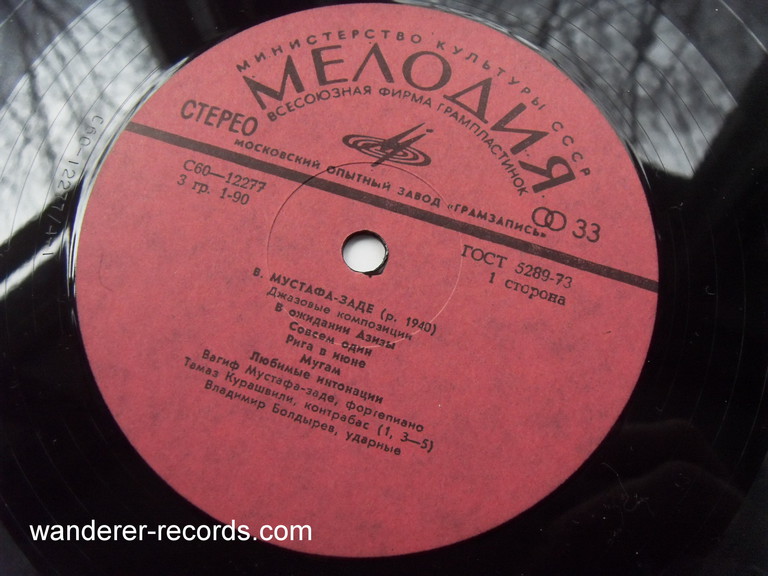 МИНИСТЕРСТВО КУЛЬТУРЫ СССР
МЕЛОДИЯ
ВСЕСОЮЗНАЯ ФИРМА ГРАМПЛАСТИНОК
СТЕРЕО
МОСКОВСКИЙ ОПЫТНЫЙ ЗАВОД «ГРАМЗАПИСЬ»
33
С60—12277
3 гр. 1-90
ГОСТ 5289-73
1 сторона
В. МУСТАФА-ЗАДЕ (р. 1940)
Джазовые композиции
В ожидании Азизы
Совсем один
Рига в июне
Мугам
Любимые интонации
Вагиф Мустафа-заде, фортепиано
Тамаз Курашвили, контрабас (1, 3—5)
Владимир Болдырев, ударные
wanderer-records.com